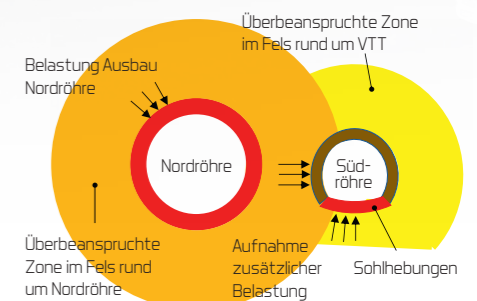 Überbeanspruchte Zone
im Fels rund um VTT
Belastung Ausbau
Nordröhre
Nordröhre
Süd-
röhre
Überbeanspruchte
Zone im Fels rund
um Nordröhre
Aufnahme
zusätzlicher
Belastung
Sohlhebungen